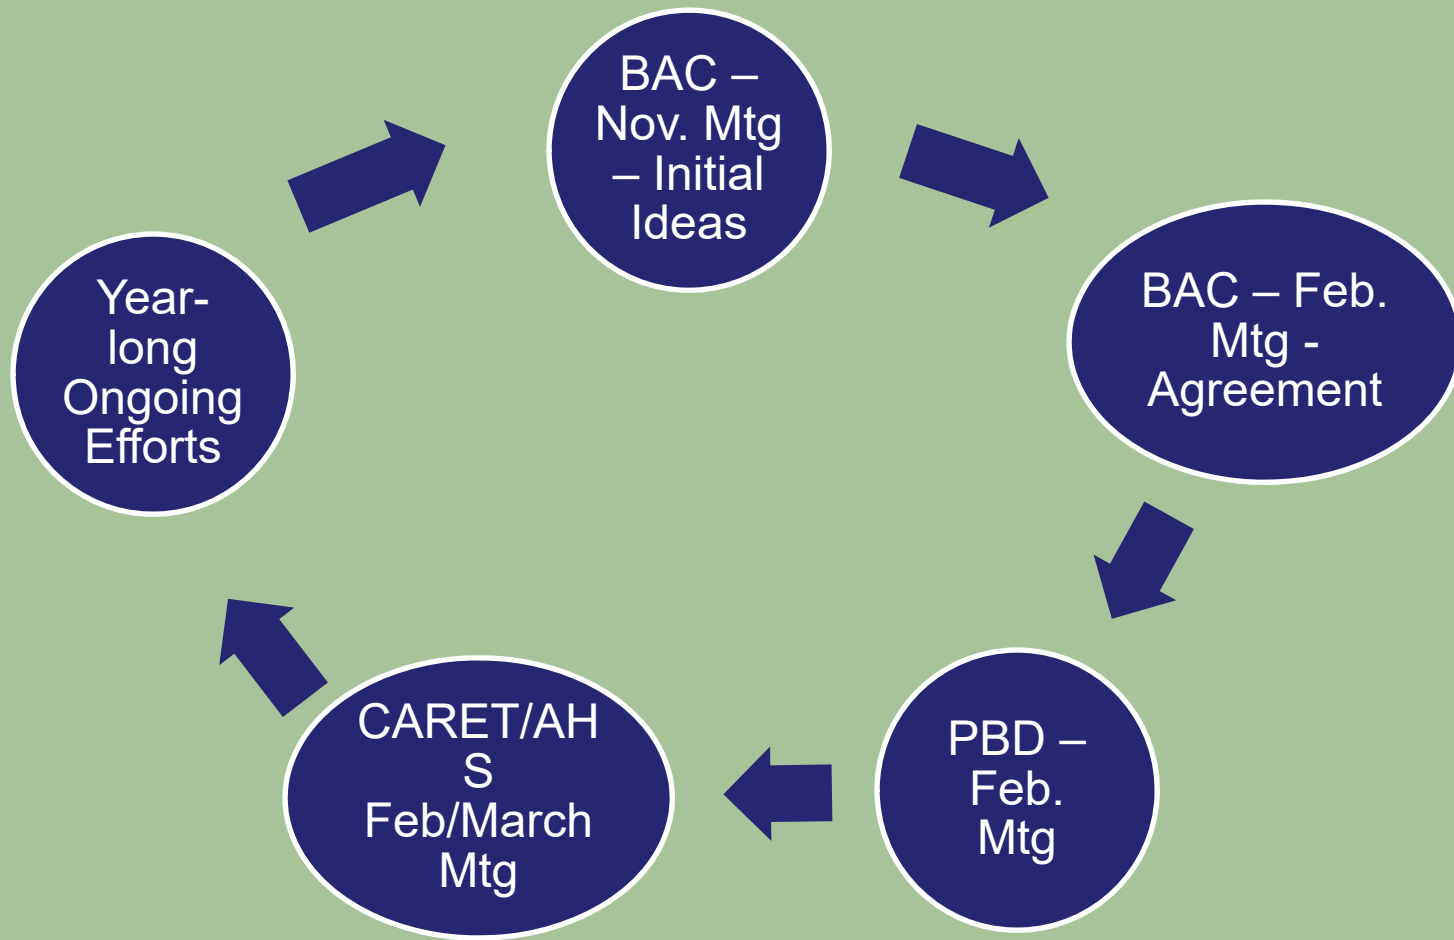 BAC –
Nov. Mtg
– Initial
Ideas
BAC – Feb.
Mtg -
Agreement
PBD –
Feb.
Mtg
CARET/AH
S
Feb/March
Mtg
Year-
long
Ongoing
Efforts